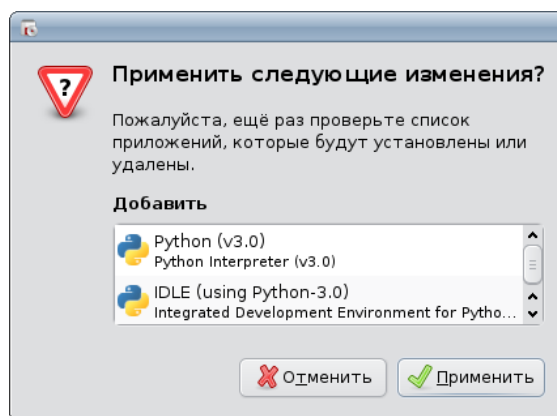 Применить следующие изменения?
Пожалуйста, ещё раз проверьте список
приложений, которые будут установлены или
удалены.
Добавить
Python (v3.0)
Python Interpreter (v3.0)
IDLE (using Python-3.0)
Integrated Development Environment for Pytho...
Отменить
Применить